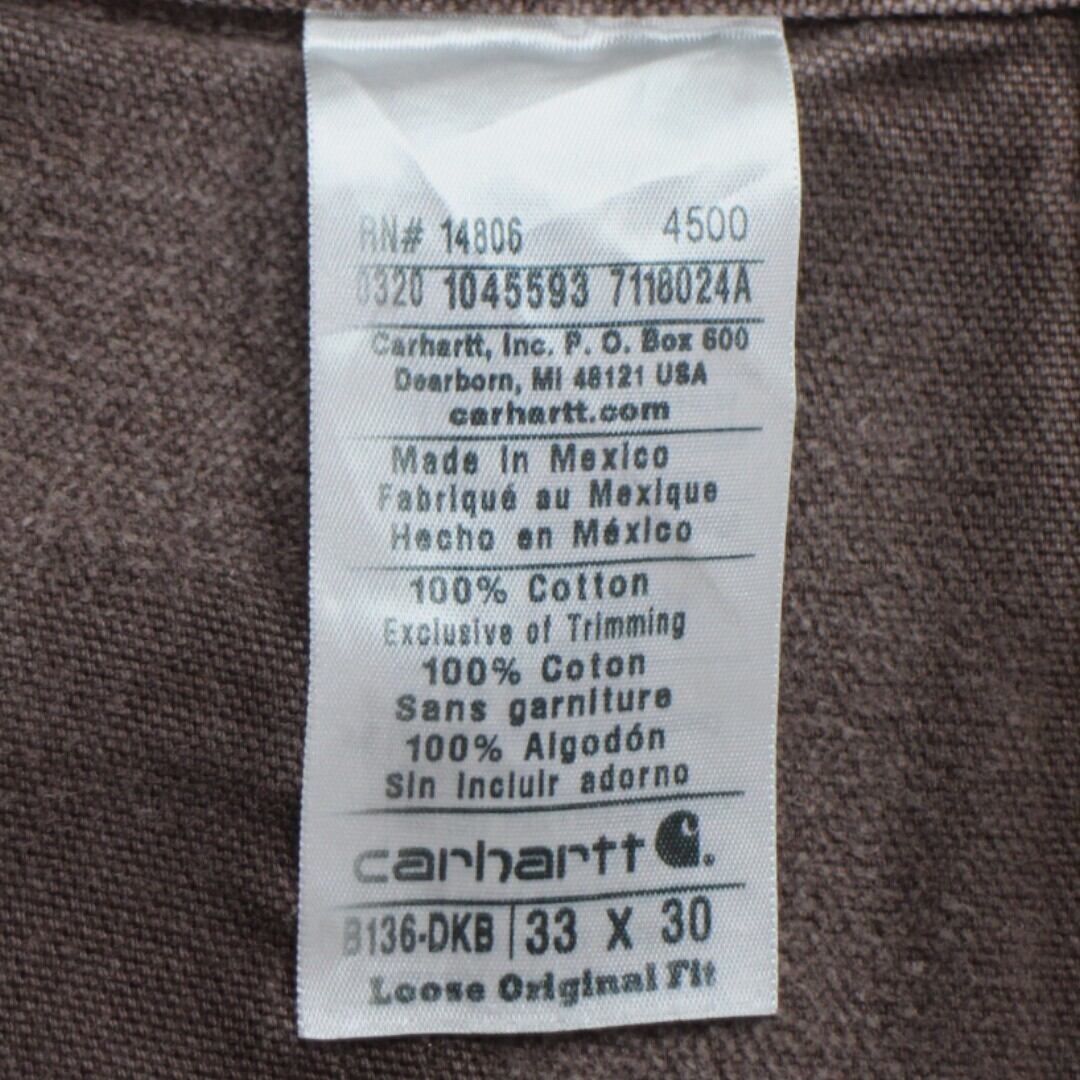 RN# 14806 4500
0320 1045593 7118024A
Carhartt, Inc. P. O. Box 600
Dearborn, MI 48121 USA
carhartt.com
Made in Mexico
Fabriqué au Mexique
Hecho en México
100% Cotton
Exclusive of Trimming
100% Coton
Sans garniture
100% Algodón
Sin incluir adorno
carhartt
B136-DKB 33 X 30
Loose Original Fit